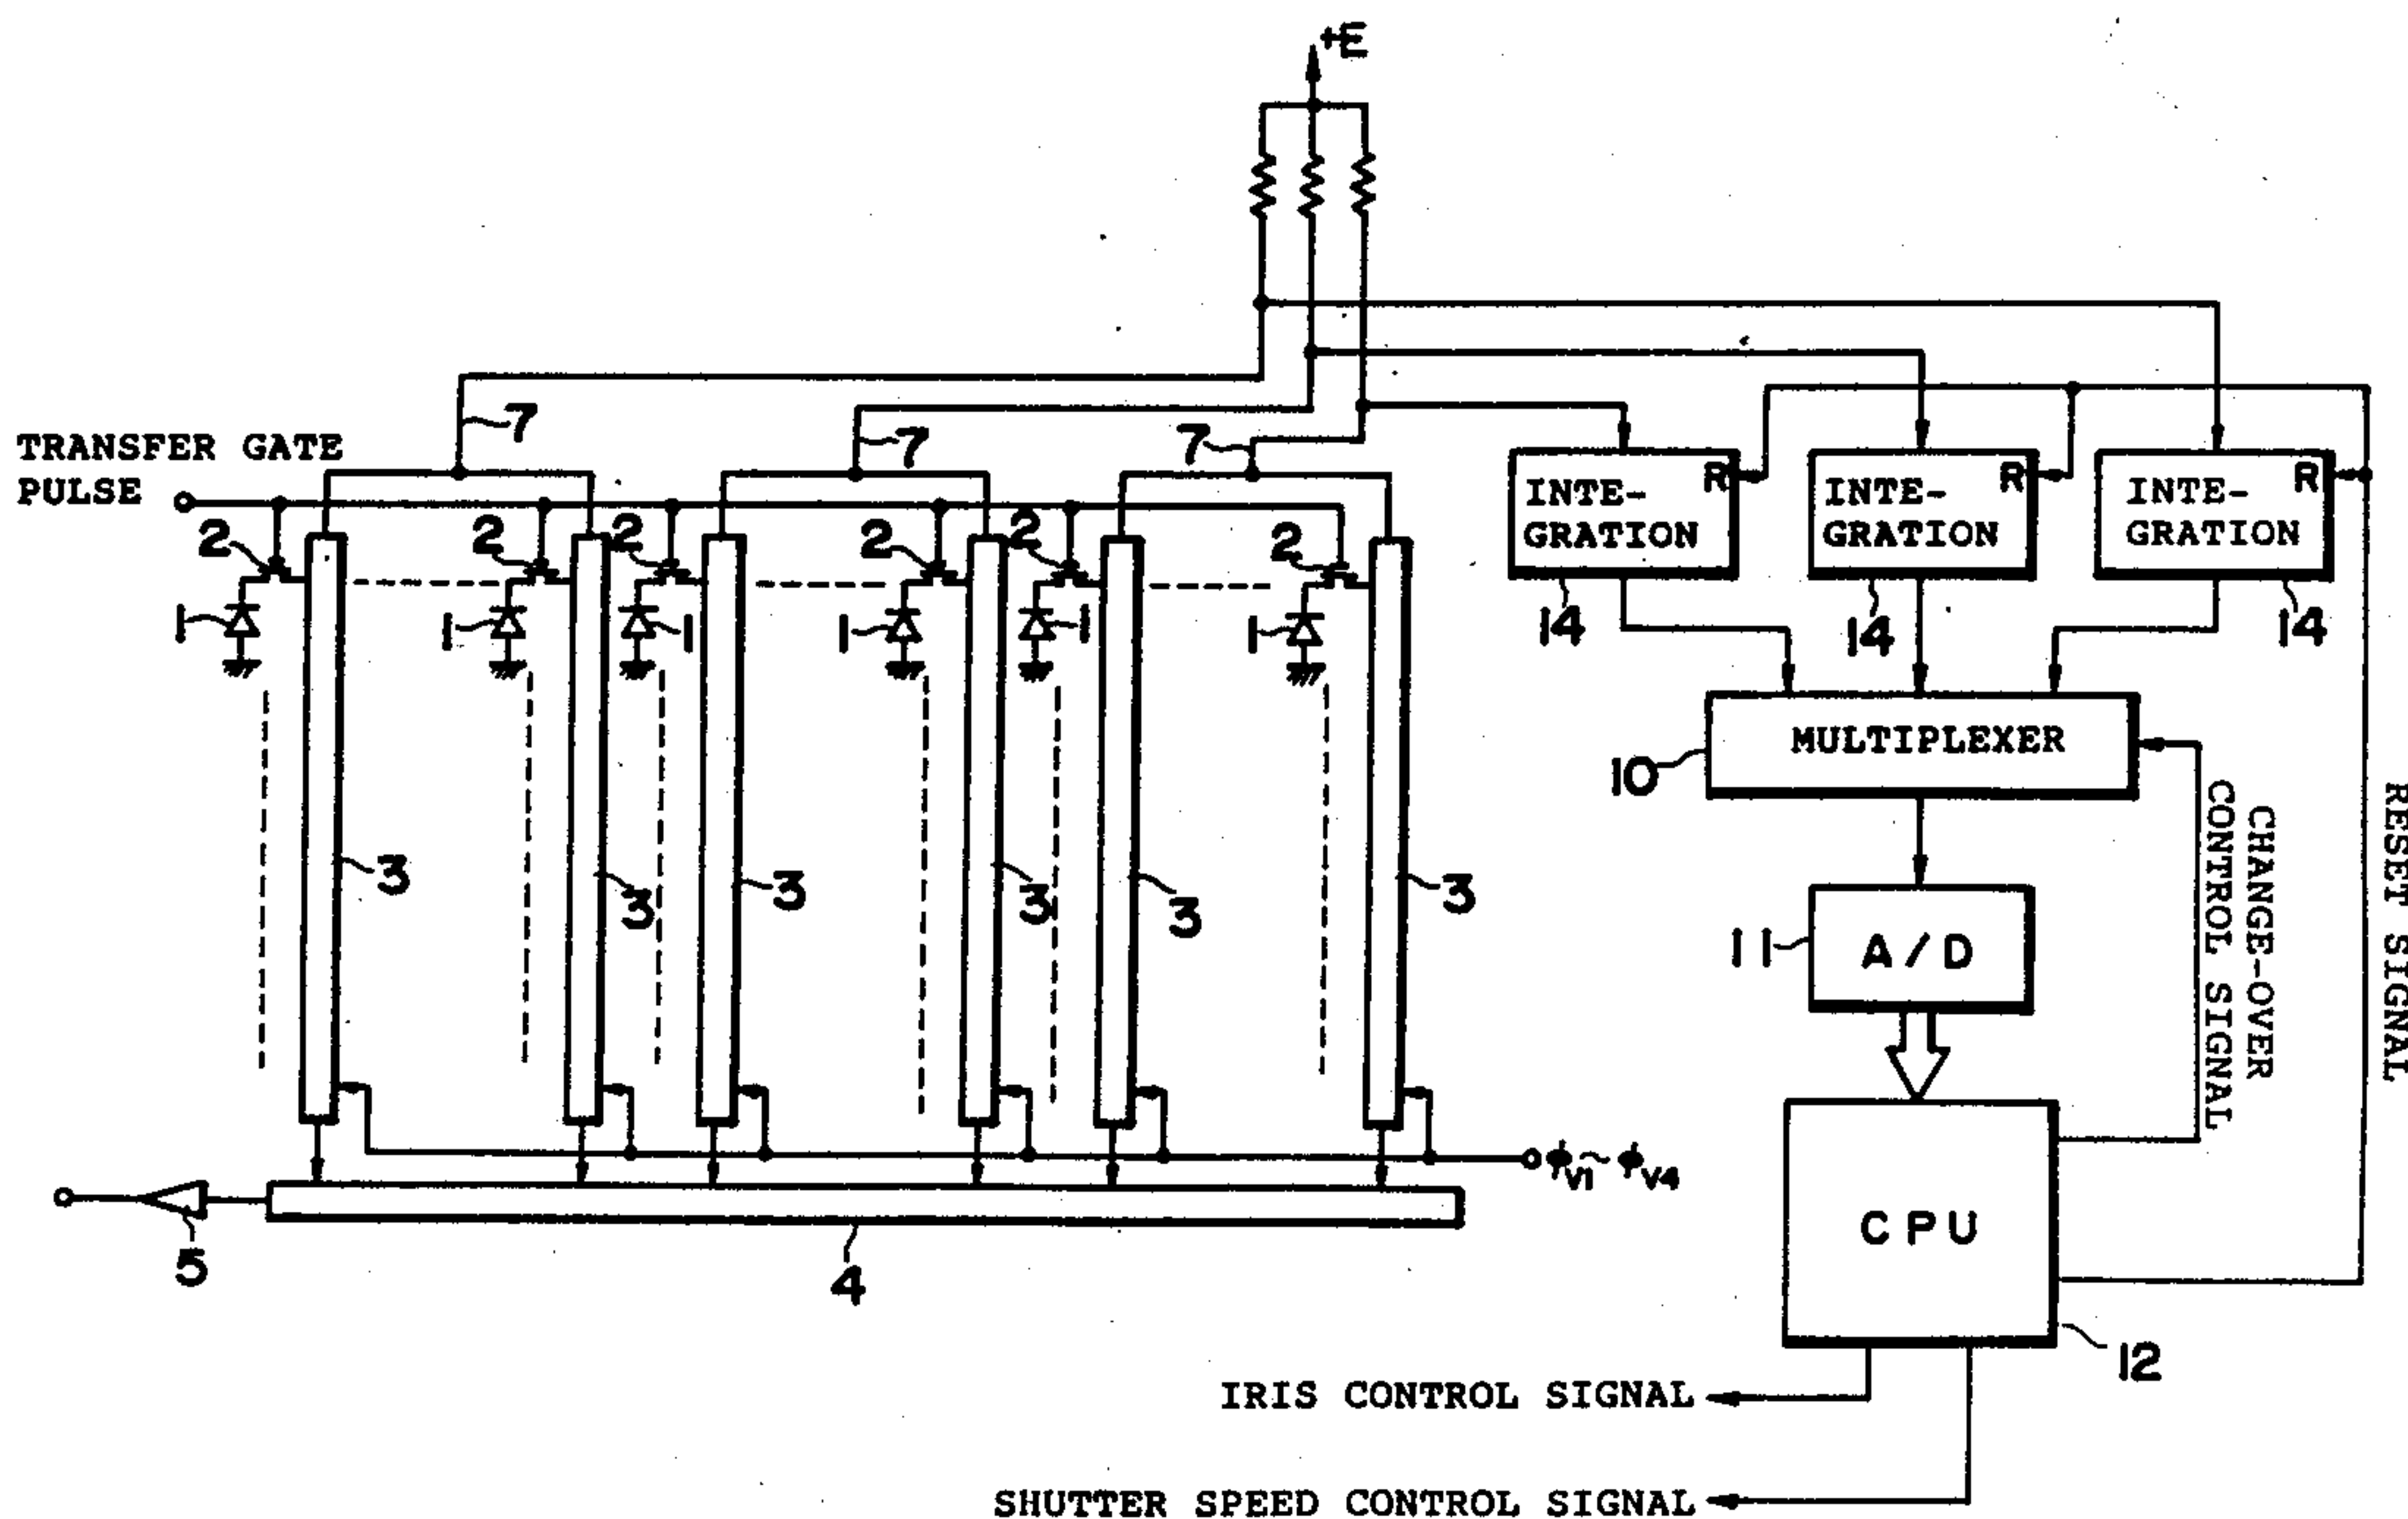 +E
TRANSFER GATE
PULSE
7
7
7
2
2
2
2
2
2
1
1
1
1
1
1
3
3
3
3
3
3
INTE-
GRATION
R
INTE-
GRATION
R
INTE-
GRATION
R
14
14
14
MULTIPLEXER
10
CHANGE-OVER
CONTROL SIGNAL
RESET SIGNAL
11
A/D
CPU
12
ϕV1~ϕV4
5
4
IRIS CONTROL SIGNAL
SHUTTER SPEED CONTROL SIGNAL